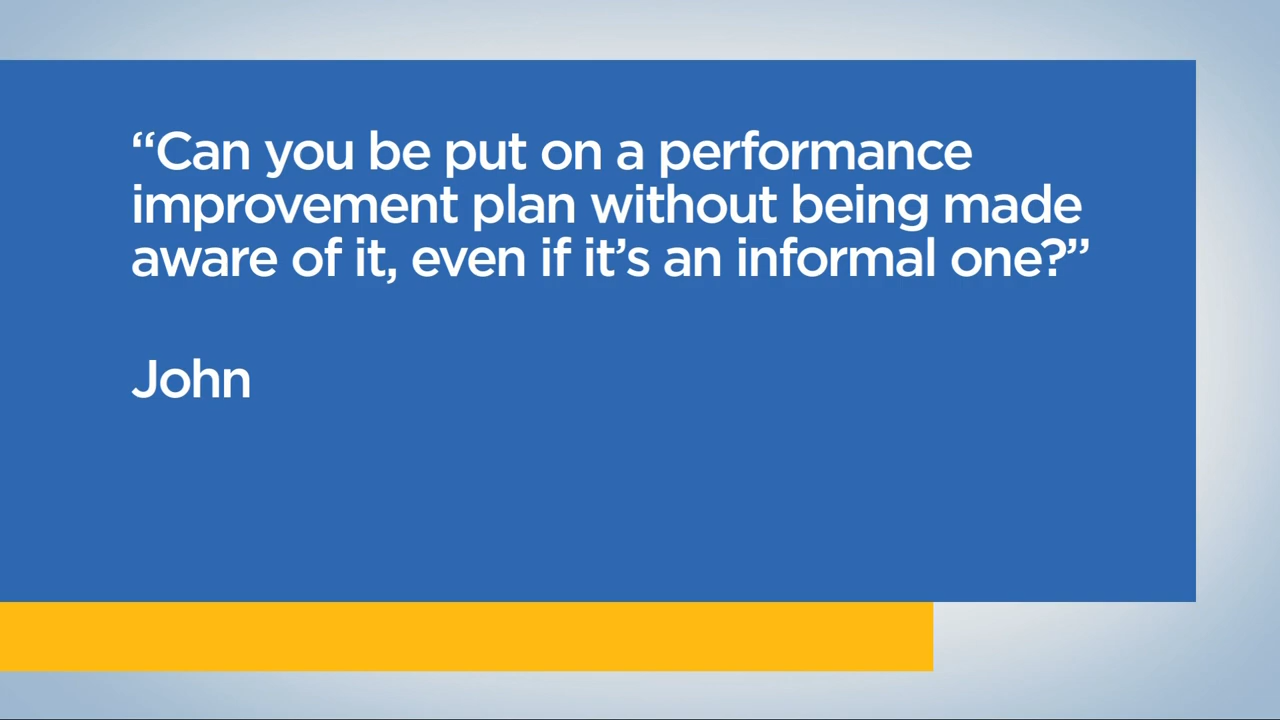 “Can you be put on a performance
improvement plan without being made
aware of it, even if it’s an informal one?”
John